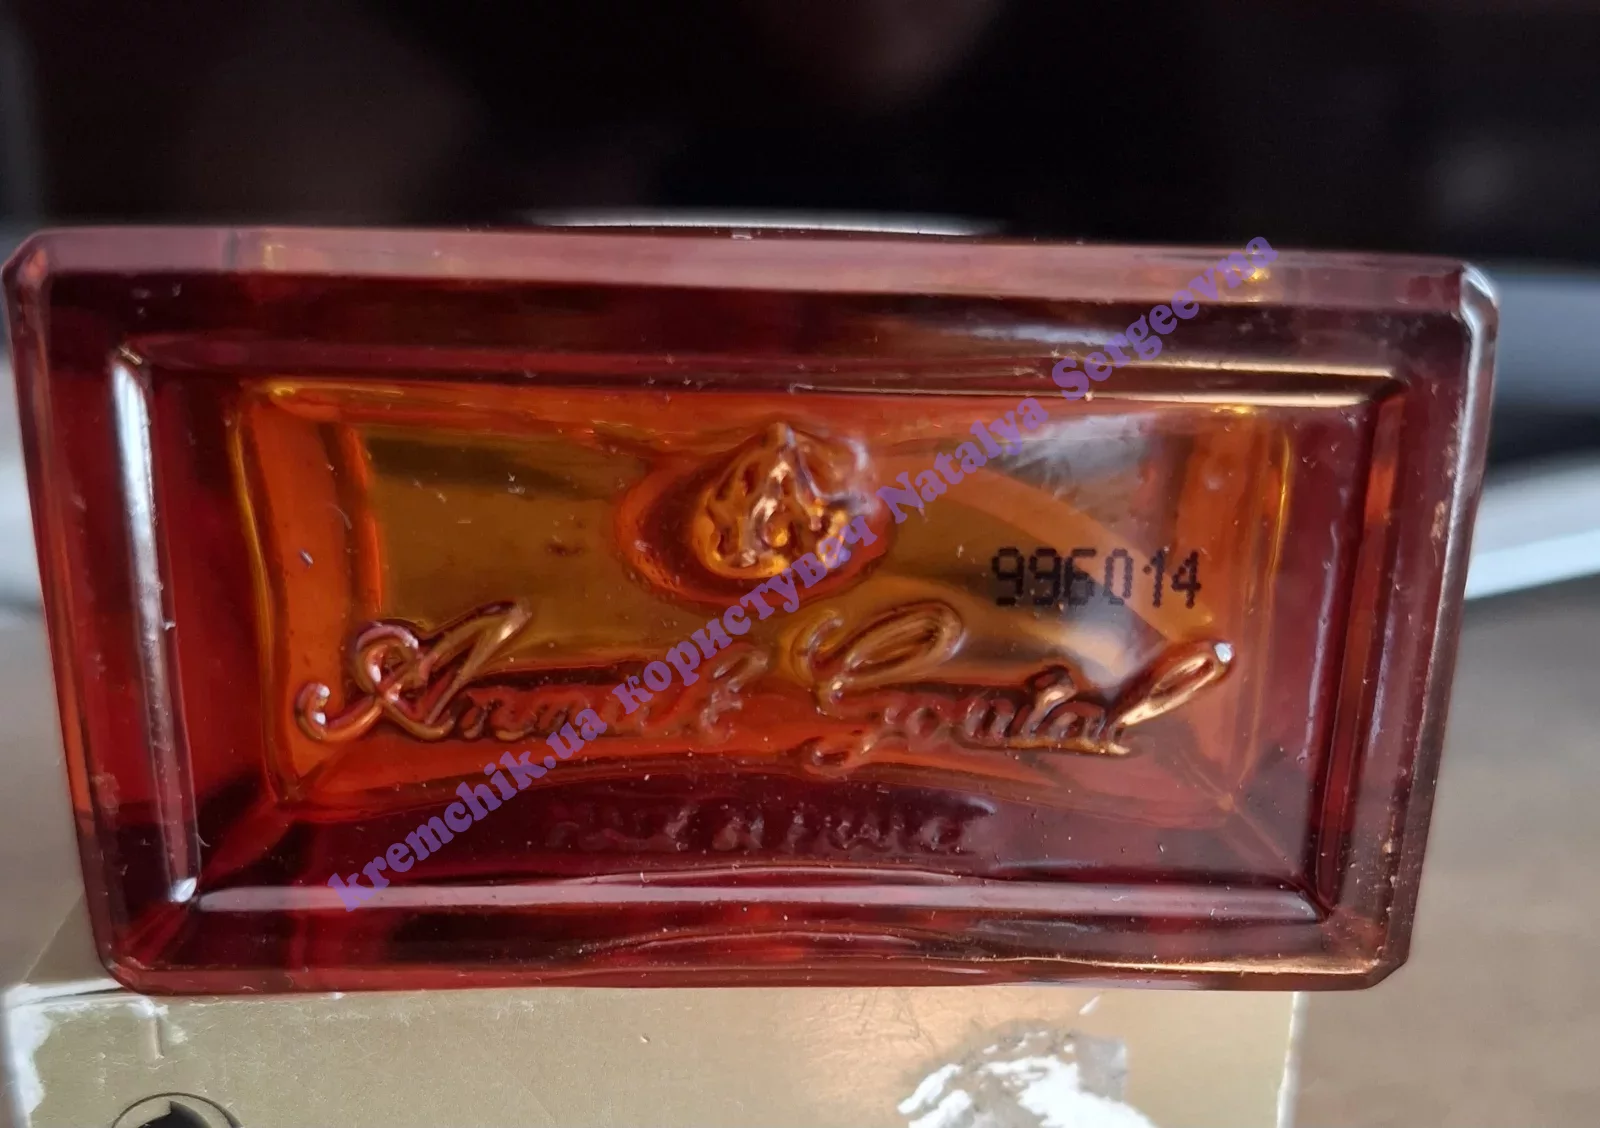 996014
Annick Goutal
kremchik.ua користувач Natalya Sergeevna